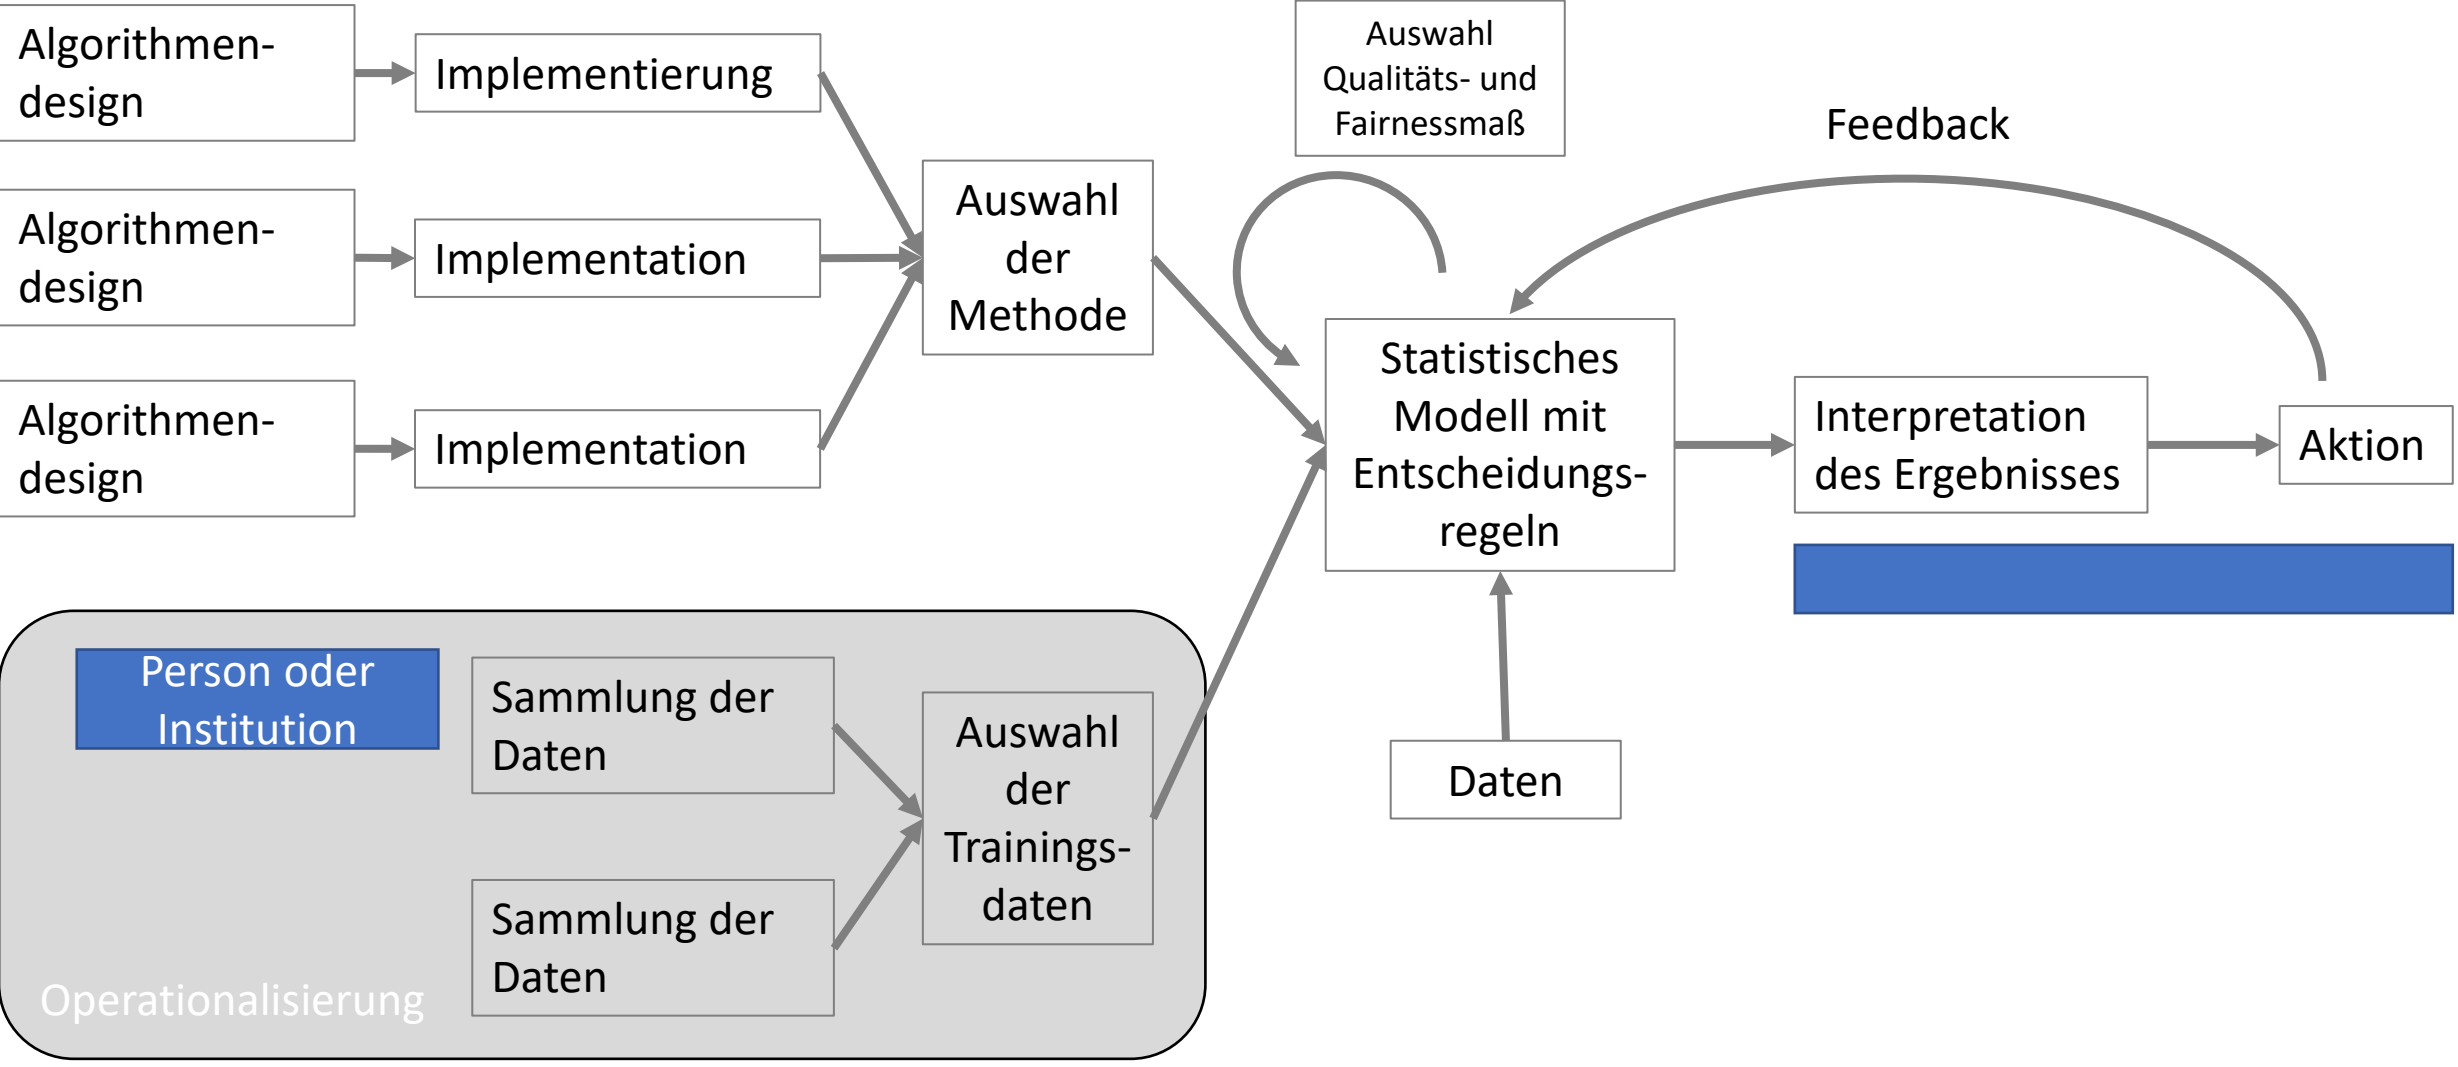 Algorithmen-
design
Implementierung
Algorithmen-
design
Implementation
Algorithmen-
design
Implementation
Auswahl
der
Methode
Auswahl
Qualitäts- und
Fairnessmaß
Feedback
Statistisches
Modell mit
Entscheidungs-
regeln
Interpretation
des Ergebnisses
Aktion
Person oder
Institution
Sammlung der
Daten
Sammlung der
Daten
Auswahl
der
Trainings-
daten
Daten
Operationalisierung